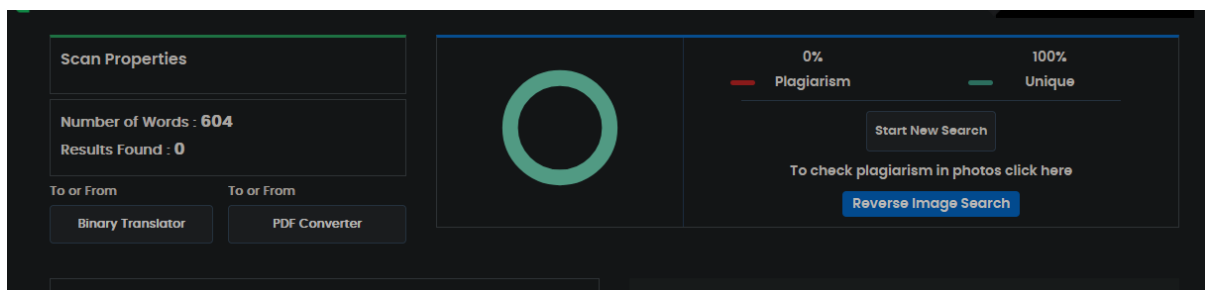 Scan Properties
Number of Words : 604
Results Found : 0
To or From
To or From
Binary Translator
PDF Converter
0%
100%
Plagiarism
Unique
Start New Search
To check plagiarism in photos click here
Reverse Image Search